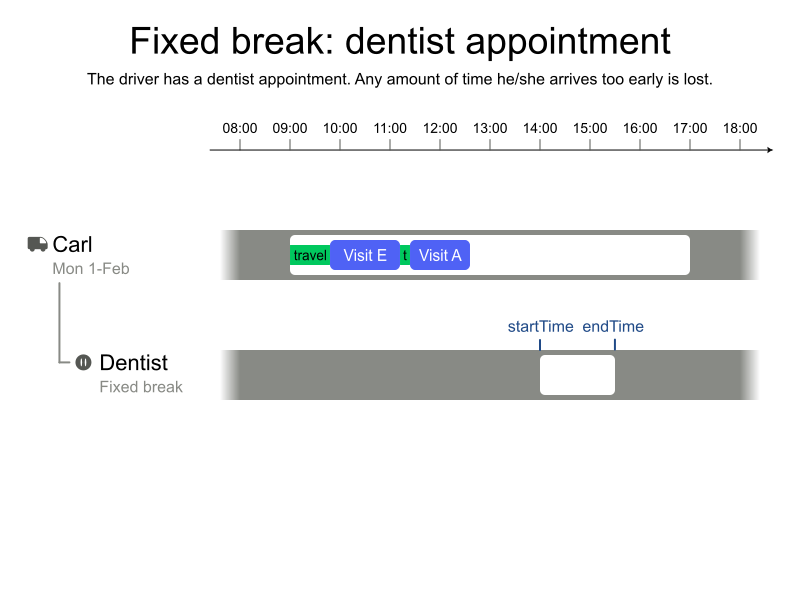 Fixed break: dentist appointment
The driver has a dentist appointment. Any amount of time he/she arrives too early is lost.
08:00 09:00 10:00 11:00 12:00 13:00 14:00 15:00 16:00 17:00 18:00
Carl
Mon 1-Feb
travel Visit E t Visit A
startTime endTime
Dentist
Fixed break